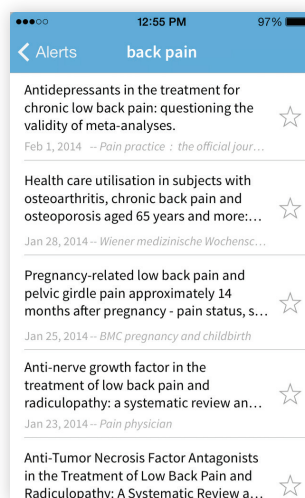 12:55 PM 97%
Alerts back pain
Antidepressants in the treatment for
chronic low back pain: questioning the
validity of meta-analyses.
Feb 1, 2014 -- Pain practice : the official jour…
Health care utilisation in subjects with
osteoarthritis, chronic back pain and
osteoporosis aged 65 years and more:…
Jan 28, 2014 -- Wiener medizinische Wochensc…
Pregnancy-related low back pain and
pelvic girdle pain approximately 14
months after pregnancy - pain status, s…
Jan 25, 2014 -- BMC pregnancy and childbirth
Anti-nerve growth factor in the
treatment of low back pain and
radiculopathy: a systematic review an…
Jan 23, 2014 -- Pain physician
Anti-Tumor Necrosis Factor Antagonists
in the Treatment of Low Back Pain and
Radiculopathy: A Systematic Review a…